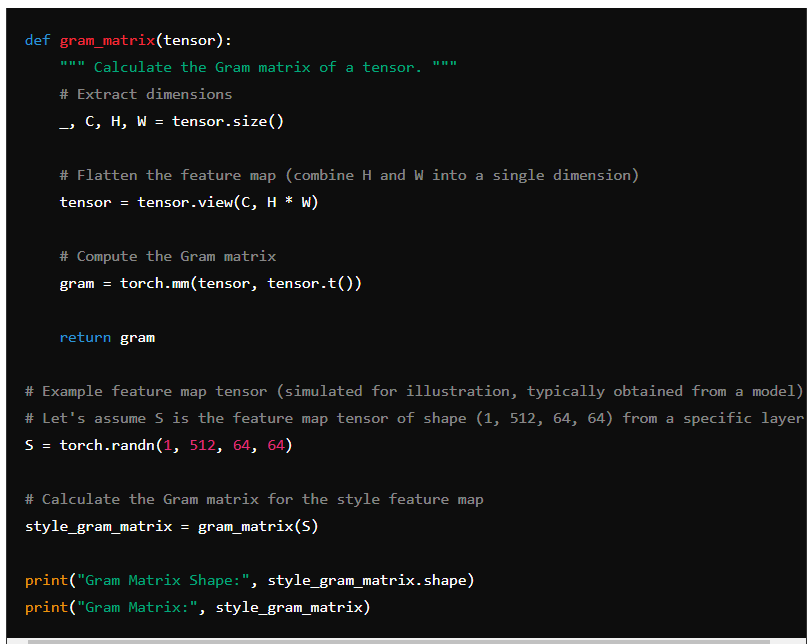 def gram_matrix(tensor):
    """ Calculate the Gram matrix of a tensor. """
    # Extract dimensions
    _, C, H, W = tensor.size()

    # Flatten the feature map (combine H and W into a single dimension)
    tensor = tensor.view(C, H * W)

    # Compute the Gram matrix
    gram = torch.mm(tensor, tensor.t())

    return gram

# Example feature map tensor (simulated for illustration, typically obtained from a model)
# Let's assume S is the feature map tensor of shape (1, 512, 64, 64) from a specific layer
S = torch.randn(1, 512, 64, 64)

# Calculate the Gram matrix for the style feature map
style_gram_matrix = gram_matrix(S)

print("Gram Matrix Shape:", style_gram_matrix.shape)
print("Gram Matrix:", style_gram_matrix)